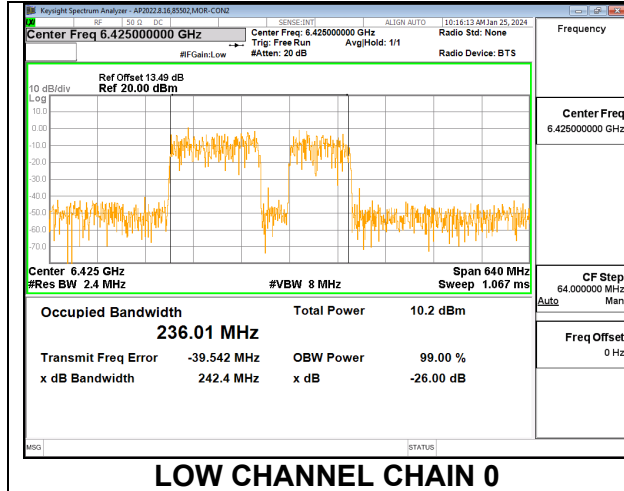 Keysight Spectrum Analyzer - AP2022.8.16,85502,MOR-CON2
RF 50 Ω DC SENSE:INT ALIGN AUTO 10:16:13 AM Jan 25, 2024
Center Freq 6.425000000 GHz Center Freq: 6.425000000 GHz Radio Std: None Frequency
Trig: Free Run Avg|Hold: 1/1
#IFGain:Low #Atten: 20 dB Radio Device: BTS
Ref Offset 13.49 dB
10 dB/div Ref 20.00 dBm
Log
10.0
0.00
-10.0
-20.0
-30.0
-40.0
-50.0
-60.0
-70.0
Center Freq
6.425000000 GHz
Center 6.425 GHz Span 640 MHz
#Res BW 2.4 MHz #VBW 8 MHz Sweep 1.067 ms
CF Step
64.000000 MHz
Auto Man
Occupied Bandwidth Total Power 10.2 dBm
236.01 MHz
Freq Offset
0 Hz
Transmit Freq Error -39.542 MHz OBW Power 99.00 %
x dB Bandwidth 242.4 MHz x dB -26.00 dB
MSG STATUS
LOW CHANNEL CHAIN 0